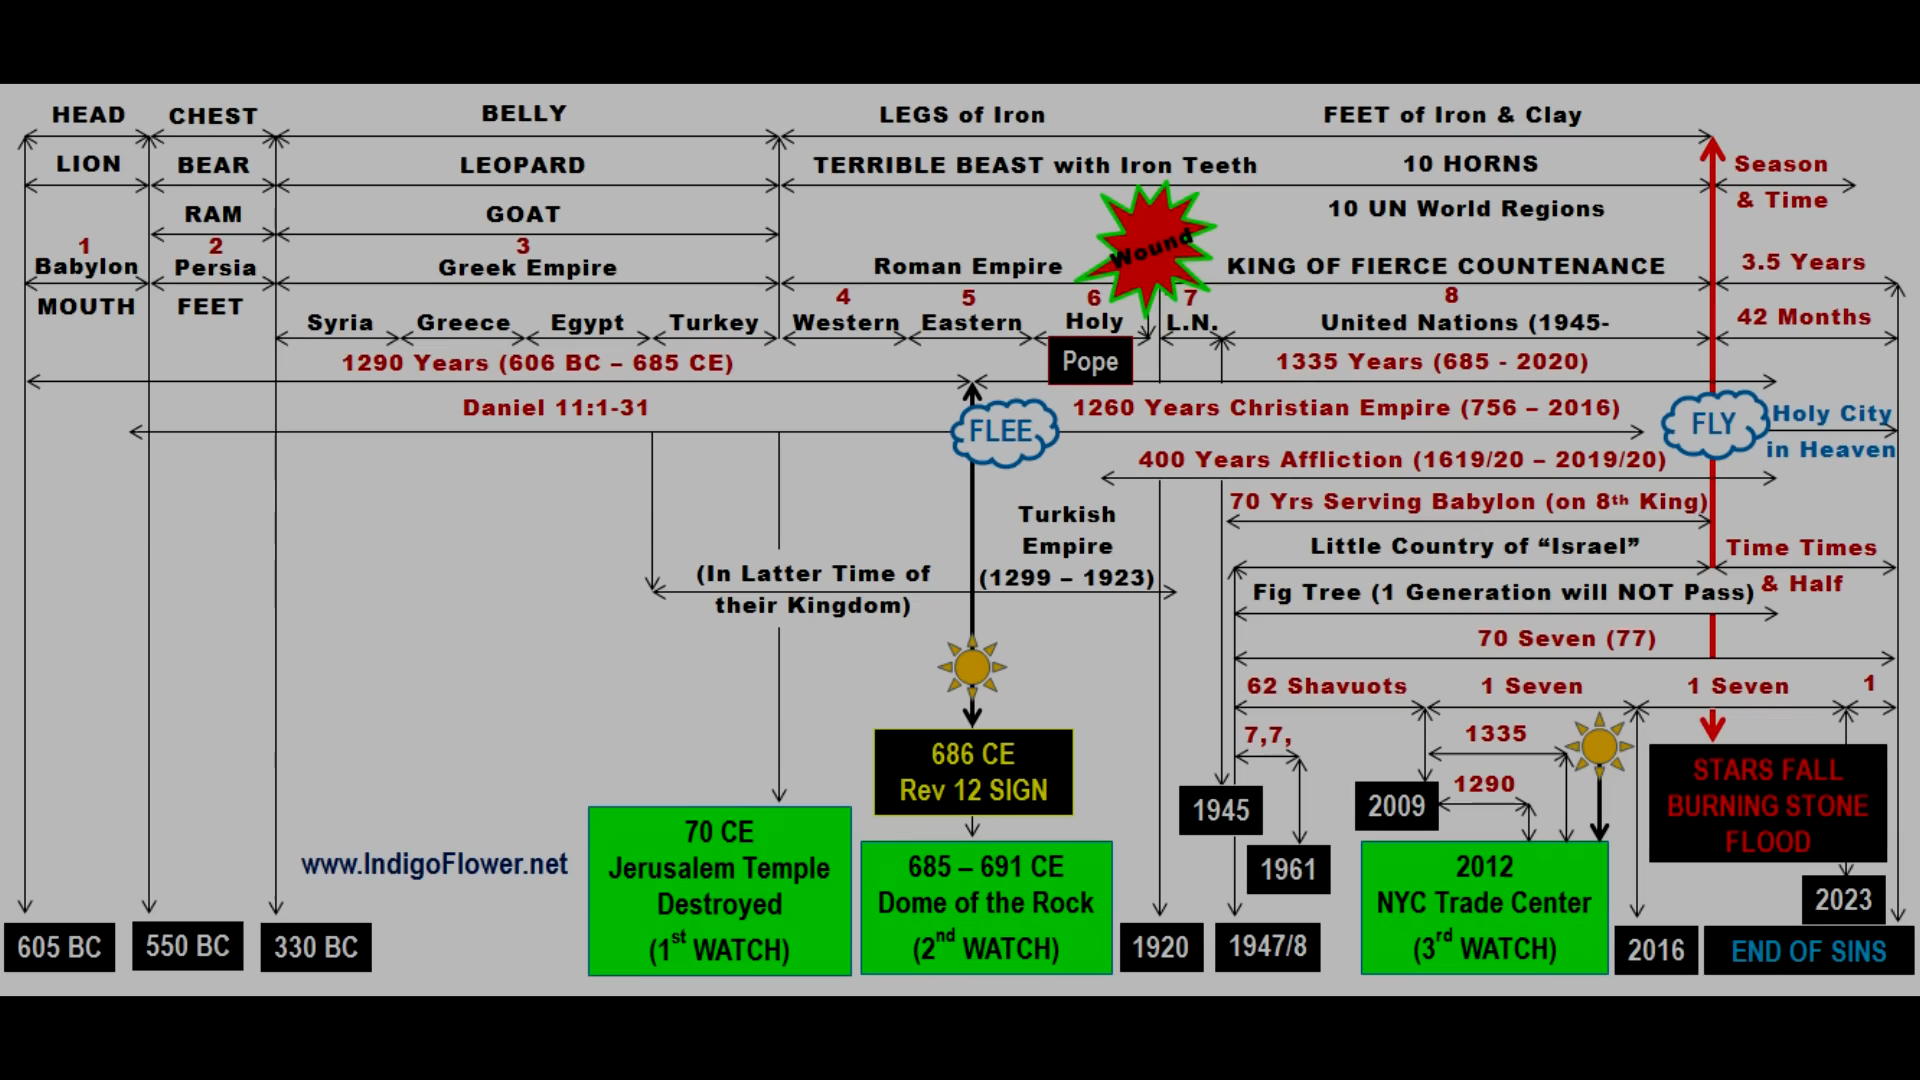 HEAD CHEST BELLY LEGS of Iron FEET of Iron & Clay
LION BEAR LEOPARD TERRIBLE BEAST with Iron Teeth 10 HORNS Season
& Time
RAM GOAT 10 UN World Regions
1 2 3 Wound
Babylon Persia Greek Empire Roman Empire KING OF FIERCE COUNTENANCE 3.5 Years
MOUTH FEET 4 5 6 7 8
Syria Greece Egypt Turkey Western Eastern Holy L.N. United Nations (1945- 42 Months
1290 Years (606 BC – 685 CE) Pope 1335 Years (685 - 2020)
Daniel 11:1-31 FLEE 1260 Years Christian Empire (756 – 2016) FLY Holy City
in Heaven
400 Years Affliction (1619/20 – 2019/20)
70 Yrs Serving Babylon (on 8th King)
Turkish
Empire
(1299 – 1923)
Little Country of “Israel” Time Times
& Half
(In Latter Time of
their Kingdom)
Fig Tree (1 Generation will NOT Pass)
70 Seven (77)
62 Shavuots 1 Seven 1 Seven 1
7,7, 1335
1290
686 CE
Rev 12 SIGN
STARS FALL
BURNING STONE
FLOOD
1945 2009
1961
www.IndigoFlower.net
70 CE
Jerusalem Temple
Destroyed
(1st WATCH)
685 – 691 CE
Dome of the Rock
(2nd WATCH)
2012
NYC Trade Center
(3rd WATCH)
2023
605 BC 550 BC 330 BC 1920 1947/8 2016 END OF SINS